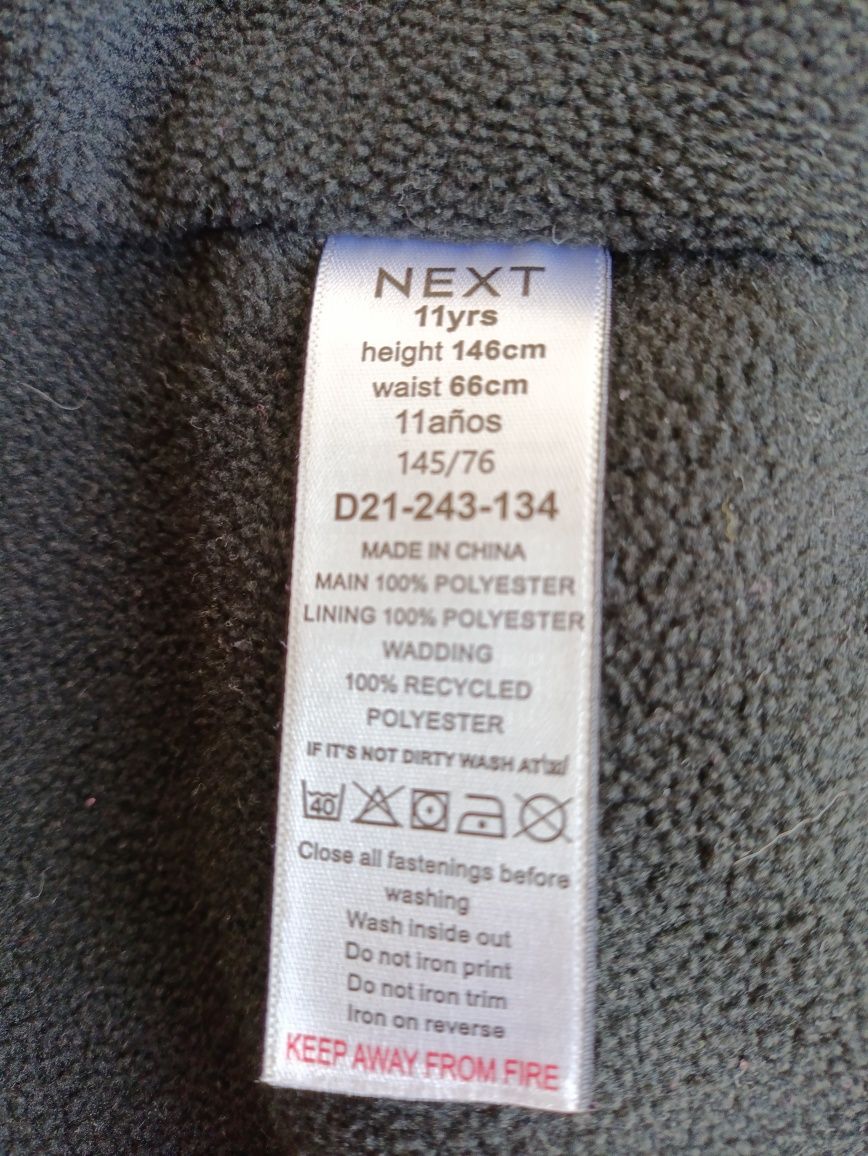 NEXT
11yrs
height 146cm
waist 66cm
11años
145/76
D21-243-134
MADE IN CHINA
MAIN 100% POLYESTER
LINING 100% POLYESTER
WADDING
100% RECYCLED
POLYESTER
IF IT'S NOT DIRTY WASH AT
40
Close all fastenings before
washing
Wash inside out
Do not iron print
Do not iron trim
Iron on reverse
KEEP AWAY FROM FIRE